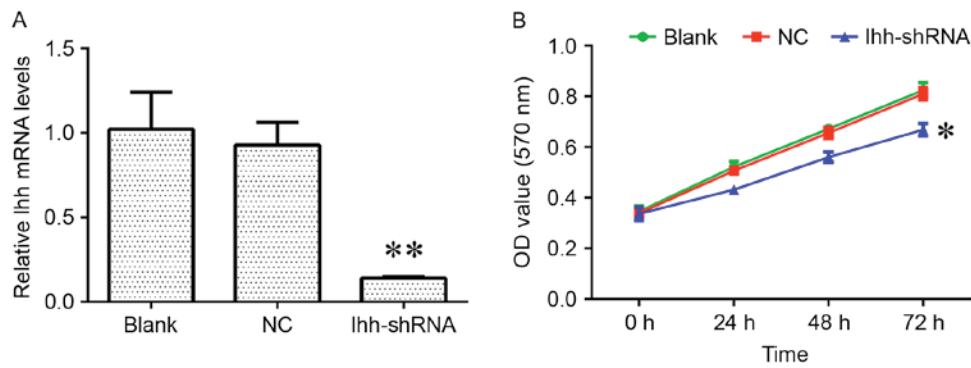 A
Relative Ihh mRNA levels
1.5
1.0
0.5
0.0
**
Blank NC Ihh-shRNA
B
Blank NC Ihh-shRNA
OD value (570 nm)
1.0
0.8
0.6
0.4
0.2
0.0
*
0 h 24 h 48 h 72 h
Time